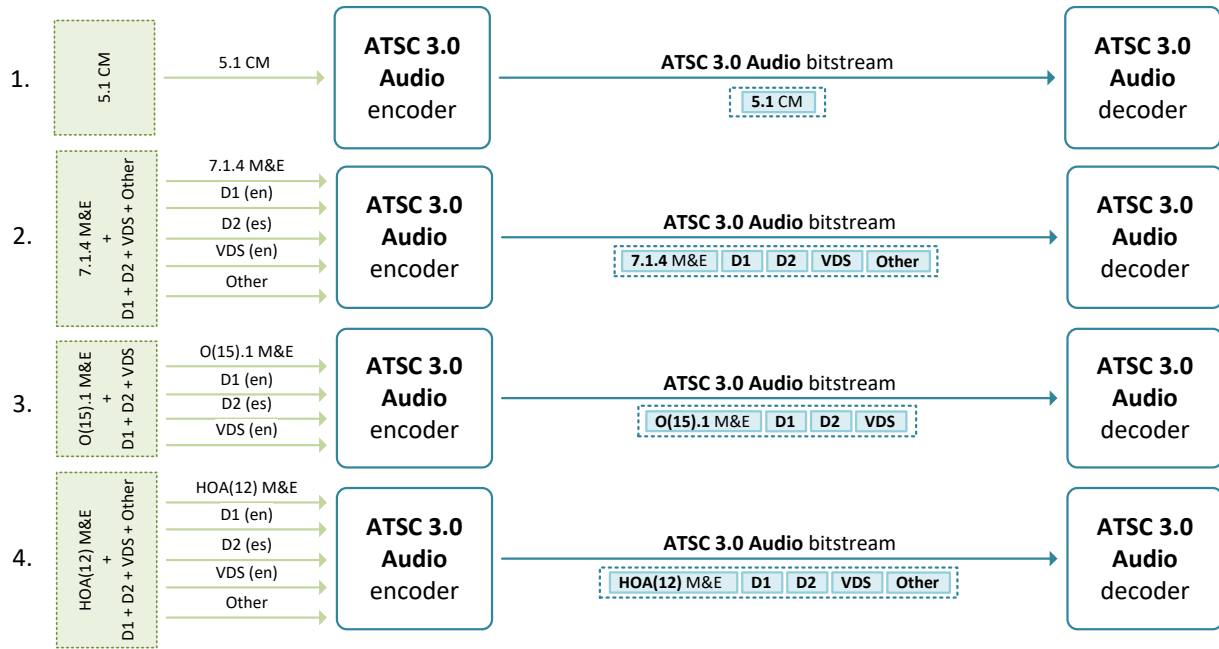 1.
5.1 CM
5.1 CM
ATSC 3.0
Audio
encoder
ATSC 3.0 Audio bitstream
5.1 CM
ATSC 3.0
Audio
decoder
2.
7.1.4 M&E
+
D1 + D2 + VDS + Other
7.1.4 M&E
D1 (en)
D2 (es)
VDS (en)
Other
ATSC 3.0
Audio
encoder
ATSC 3.0 Audio bitstream
7.1.4 M&E D1 D2 VDS Other
ATSC 3.0
Audio
decoder
3.
O(15).1 M&E
+
D1 + D2 + VDS
O(15).1 M&E
D1 (en)
D2 (es)
VDS (en)
ATSC 3.0
Audio
encoder
ATSC 3.0 Audio bitstream
O(15).1 M&E D1 D2 VDS
ATSC 3.0
Audio
decoder
4.
HOA(12) M&E
+
D1 + D2 + VDS + Other
HOA(12) M&E
D1 (en)
D2 (es)
VDS (en)
Other
ATSC 3.0
Audio
encoder
ATSC 3.0 Audio bitstream
HOA(12) M&E D1 D2 VDS Other
ATSC 3.0
Audio
decoder